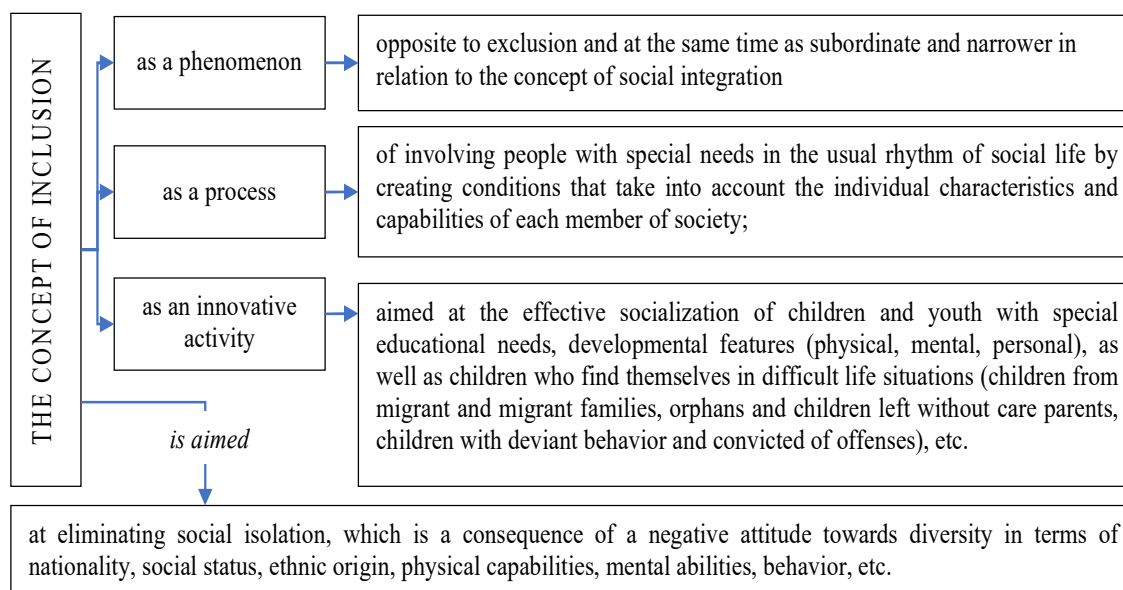 THE CONCEPT OF INCLUSION
as a phenomenon
opposite to exclusion and at the same time as subordinate and narrower in
relation to the concept of social integration
as a process
of involving people with special needs in the usual rhythm of social life by
creating conditions that take into account the individual characteristics and
capabilities of each member of society;
as an innovative
activity
aimed at the effective socialization of children and youth with special
educational needs, developmental features (physical, mental, personal), as
well as children who find themselves in difficult life situations (children from
migrant and migrant families, orphans and children left without care parents,
children with deviant behavior and convicted of offenses), etc.
is aimed
at eliminating social isolation, which is a consequence of a negative attitude towards diversity in terms of
nationality, social status, ethnic origin, physical capabilities, mental abilities, behavior, etc.